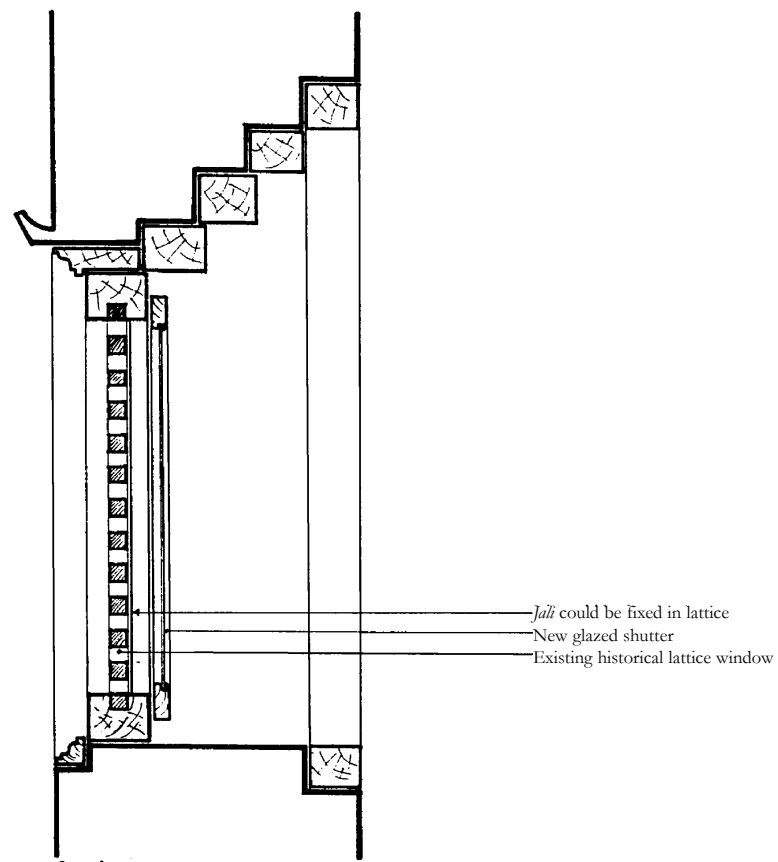 Jali could be fixed in lattice
New glazed shutter
Existing historical lattice window